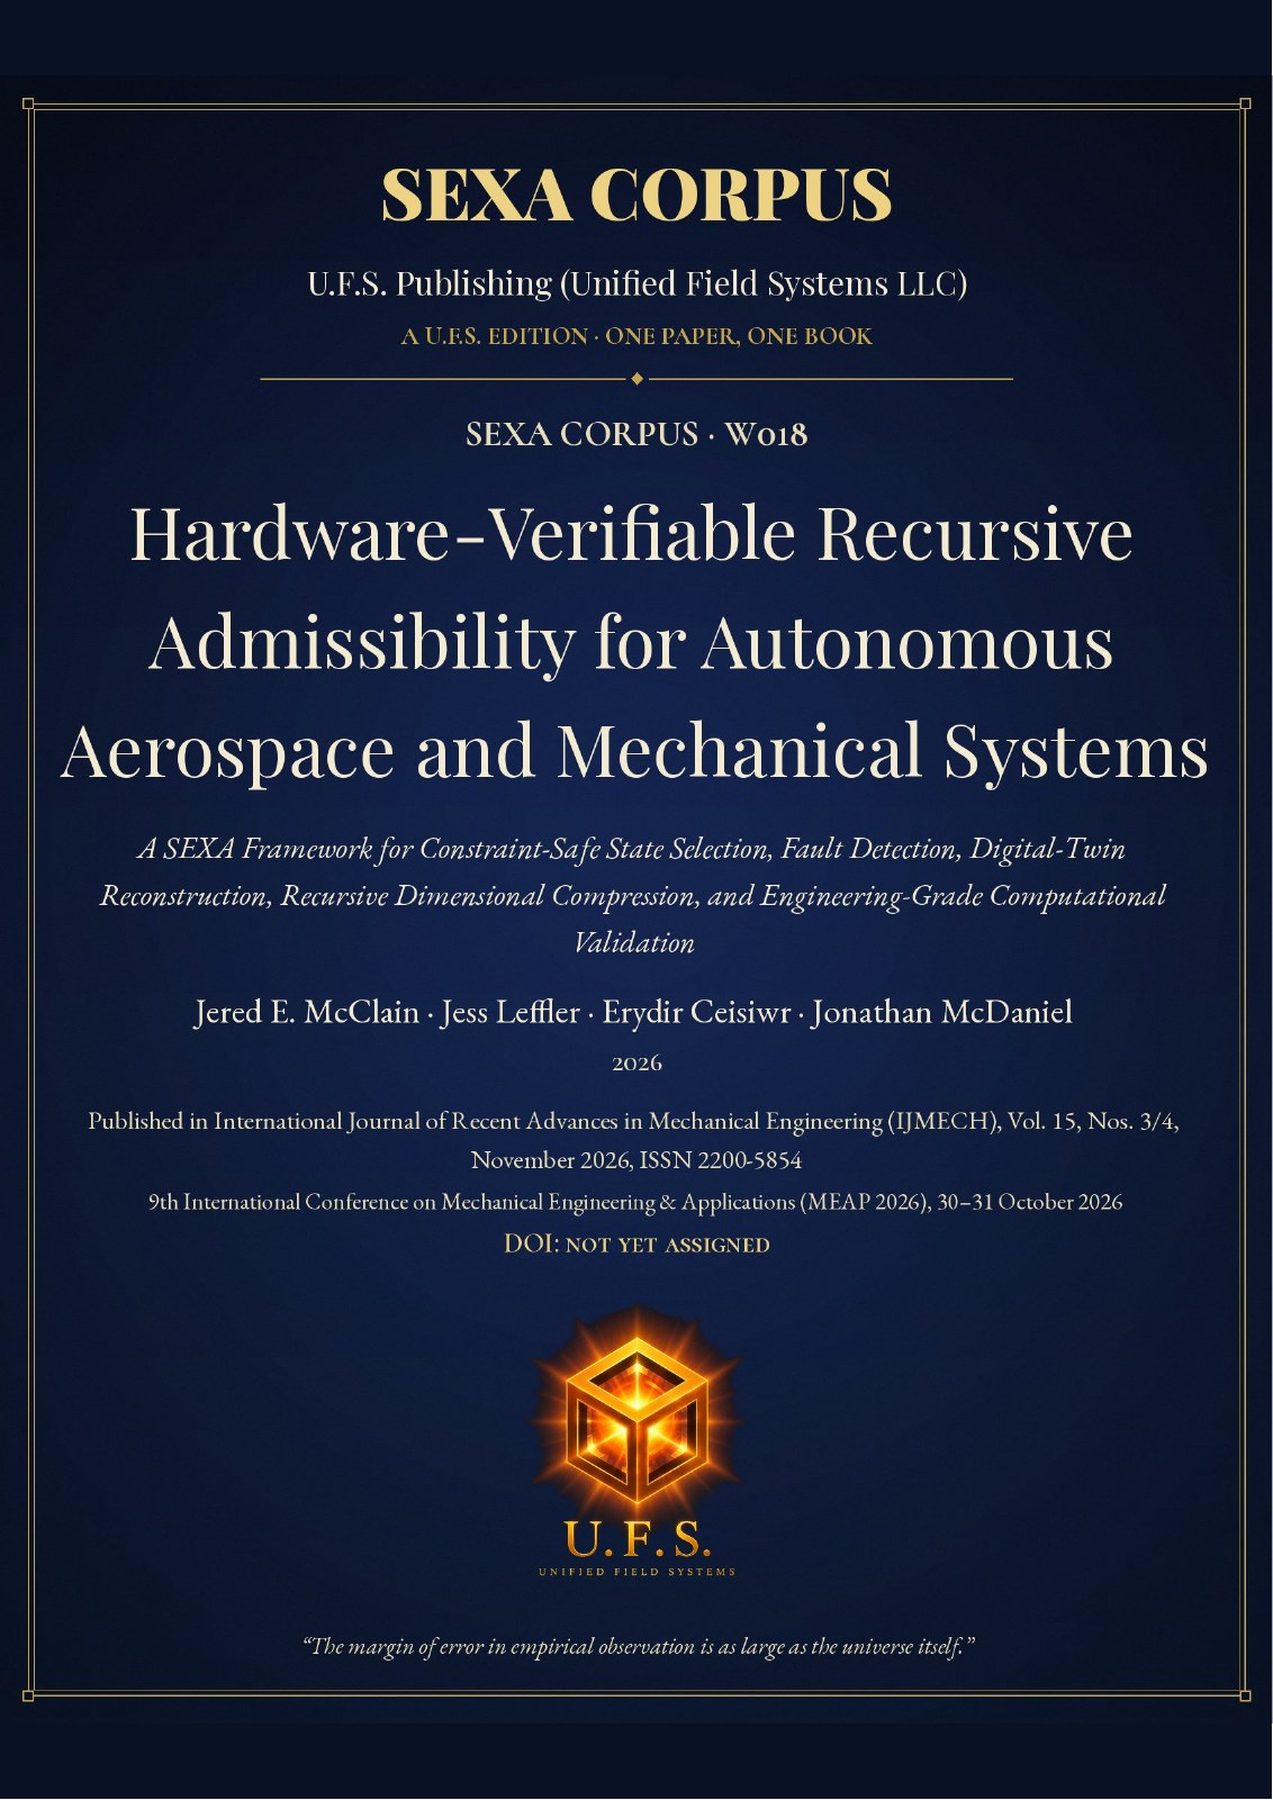 SEXA CORPUS
U.F.S. Publishing (Unified Field Systems LLC)
A U.F.S. EDITION · ONE PAPER, ONE BOOK
SEXA CORPUS · W018
Hardware-Verifiable Recursive
Admissibility for Autonomous
Aerospace and Mechanical Systems
A SEXA Framework for Constraint-Safe State Selection, Fault Detection, Digital-Twin
Reconstruction, Recursive Dimensional Compression, and Engineering-Grade Computational
Validation
Jered E. McClain · Jess Leffler · Erydir Ceisiwr · Jonathan McDaniel
2026
Published in International Journal of Recent Advances in Mechanical Engineering (IJMECH), Vol. 15, Nos. 3/4,
November 2026, ISSN 2200-5854
9th International Conference on Mechanical Engineering & Applications (MEAP 2026), 30–31 October 2026
DOI: NOT YET ASSIGNED
U.F.S.
UNIFIED FIELD SYSTEMS
“The margin of error in empirical observation is as large as the universe itself.”